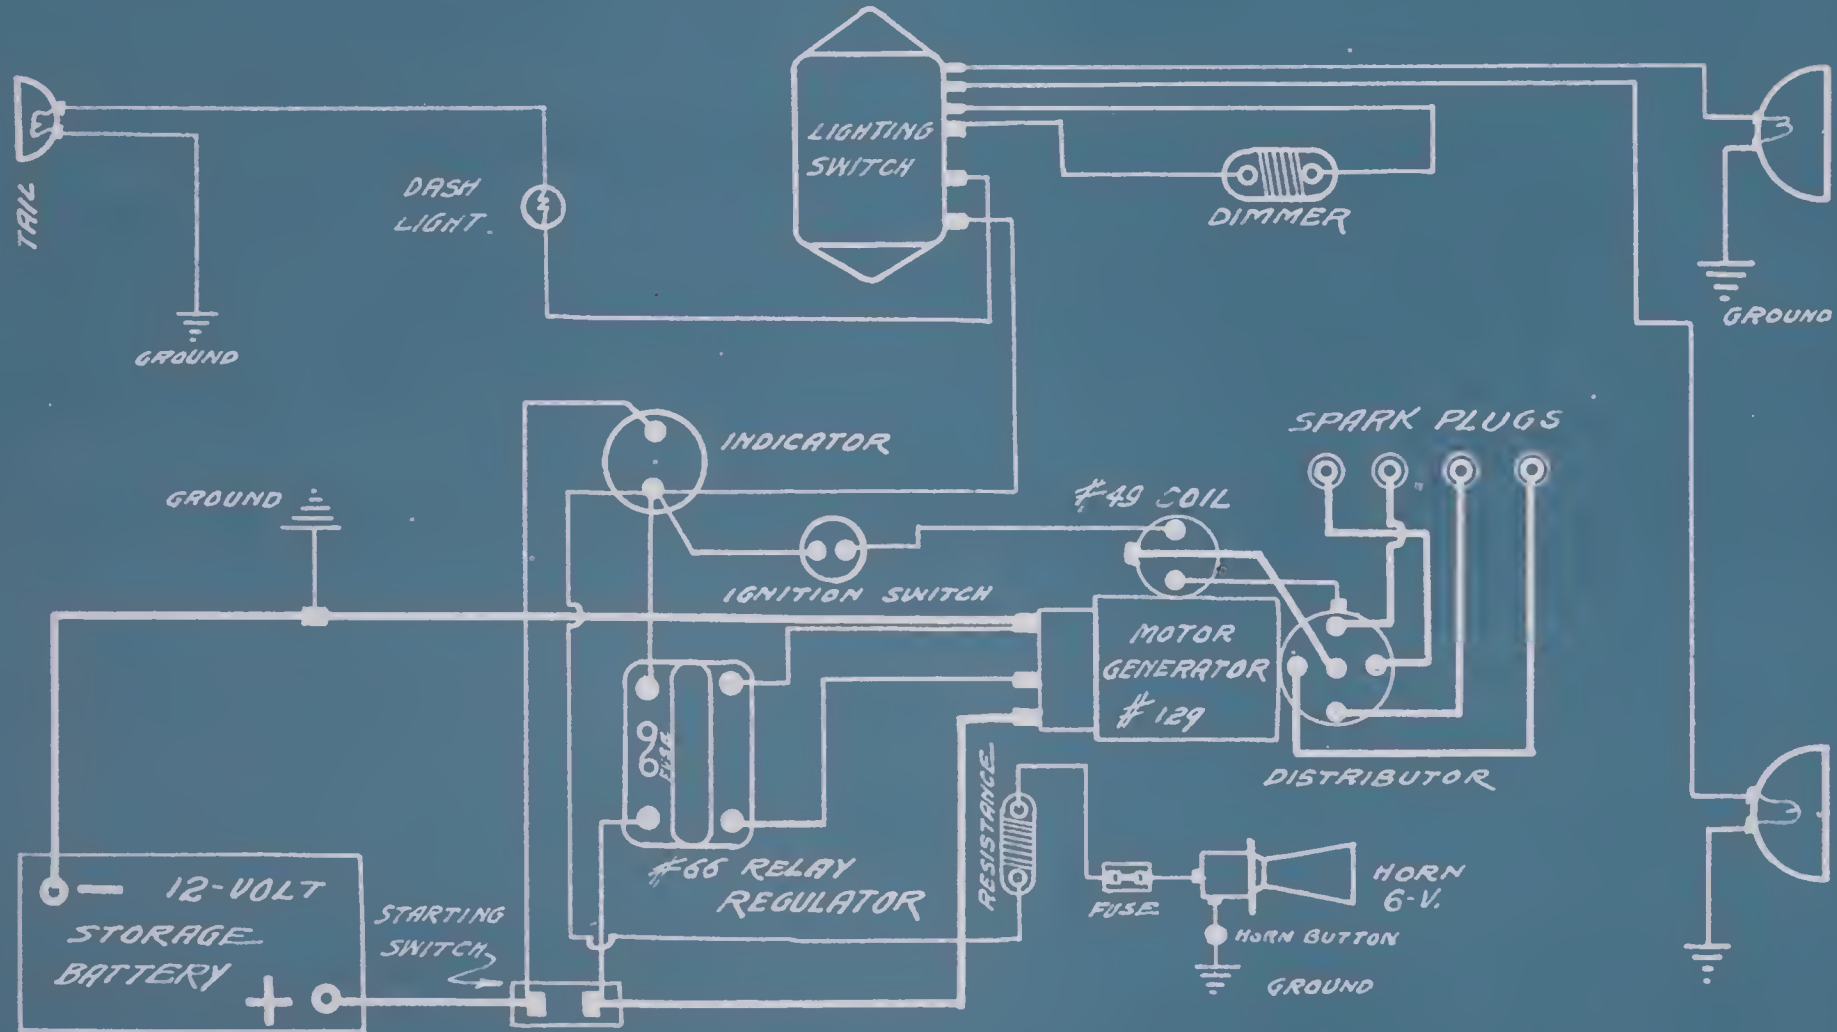 LIGHTING
SWITCH
TAIL
DASH
LIGHT.
DIMMER
GROUND
GROUND
INDICATOR
SPARK PLUGS
GROUND
#49 COIL
IGNITION SWITCH
MOTOR
GENERATOR
#129
FUSE
DISTRIBUTOR
RESISTANCE
#66 RELAY
REGULATOR
12-VOLT
STORAGE
BATTERY
STARTING
SWITCH
FUSE
HORN
6-V.
HORN BUTTON
GROUND